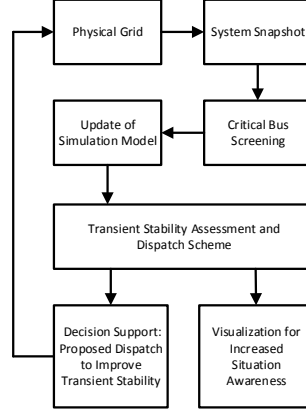 Physical Grid
System Snapshot
Update of
Simulation Model
Critical Bus
Screening
Transient Stability Assessment and
Dispatch Scheme
Decision Support:
Proposed Dispatch
to Improve
Transient Stability
Visualization for
Increased
Situation
Awareness